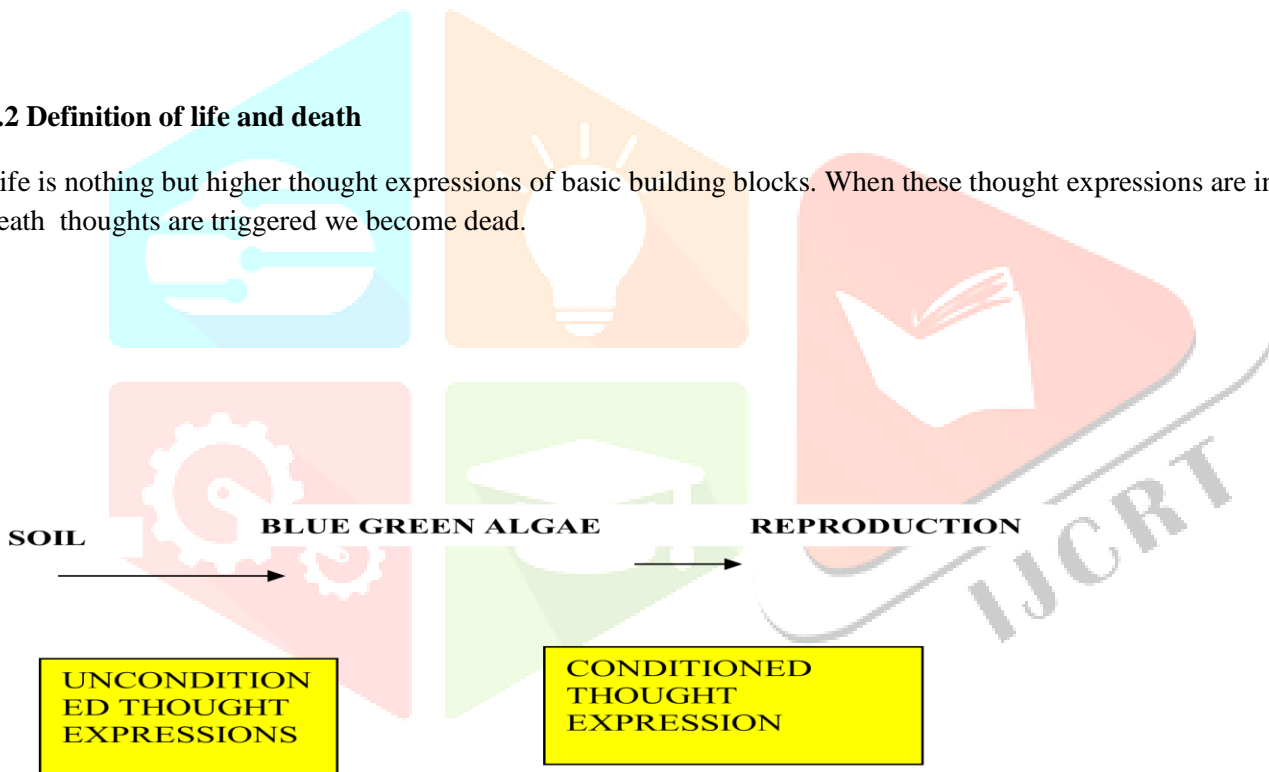 .2 Definition of life and death
ife is nothing but higher thought expressions of basic building blocks. When these thought expressions are in
eath thoughts are triggered we become dead.
SOIL
BLUE GREEN ALGAE
REPRODUCTION
IJCRT
UNCONDITION
ED THOUGHT
EXPRESSIONS
CONDITIONED
THOUGHT
EXPRESSION